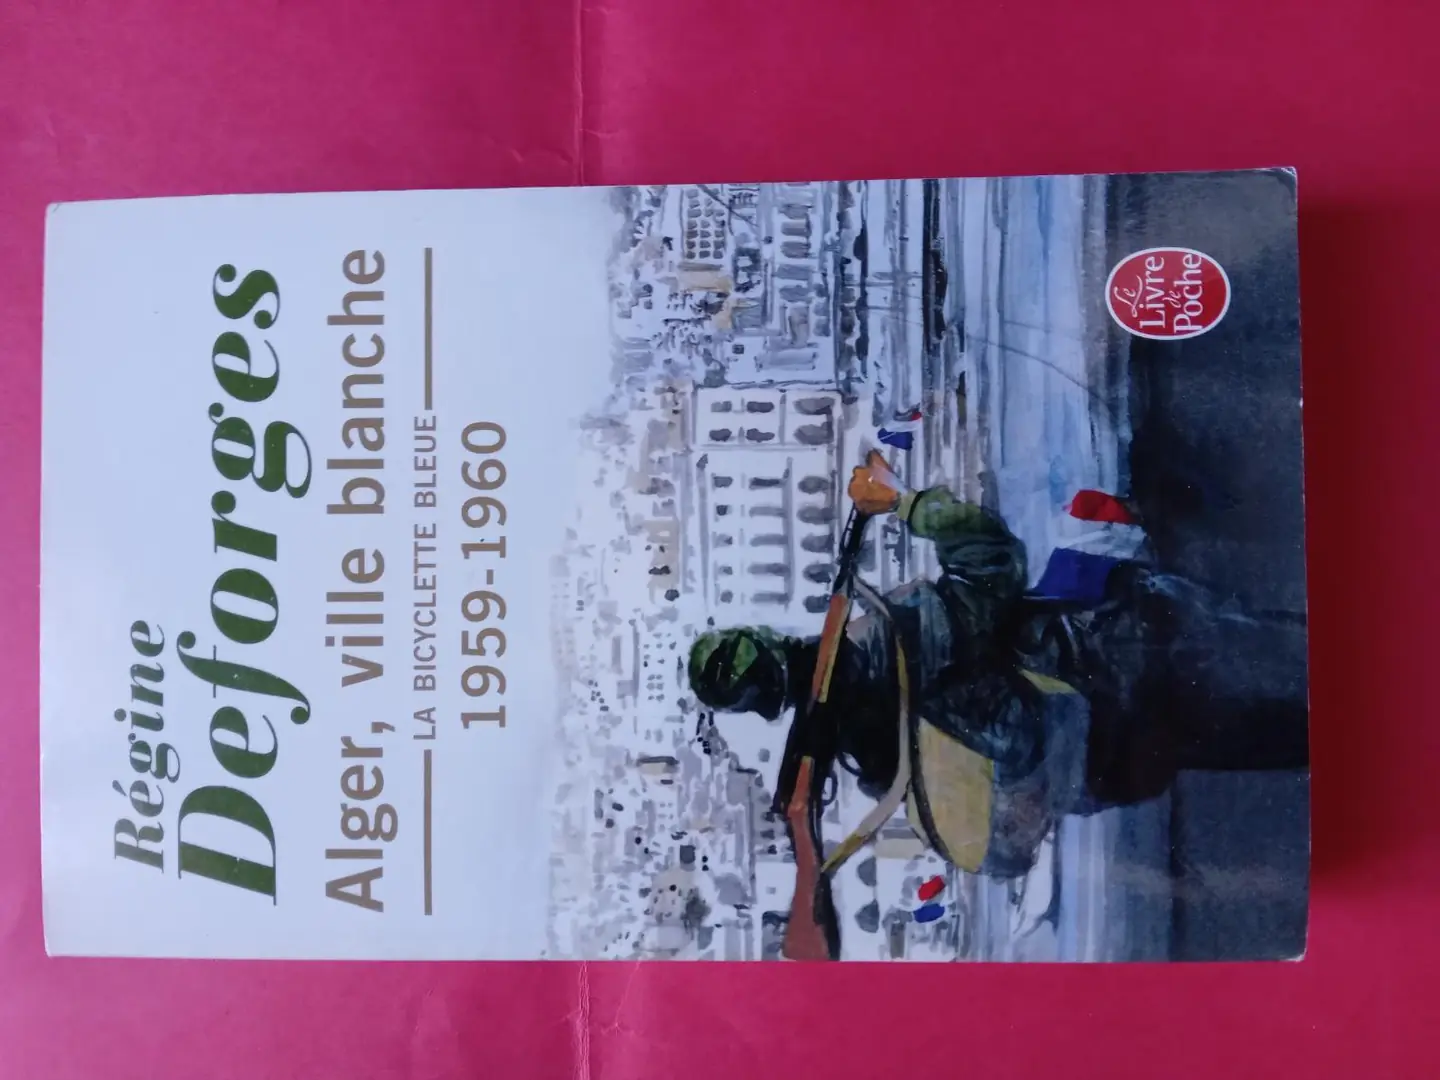 Régine
Deforges
Alger, ville blanche
LA BICYCLETTE BLEUE
1959-1960
Le
Livre
de
Poche